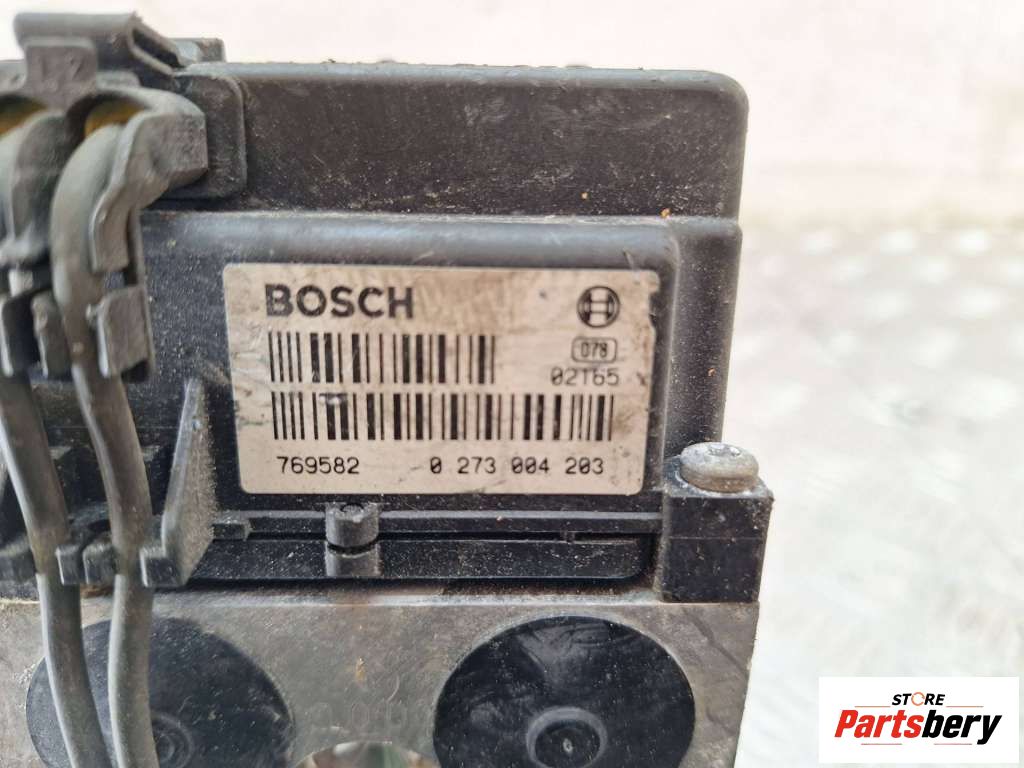 BOSCH
078
02T65
769582 0 273 004 203
STORE
Partsbery